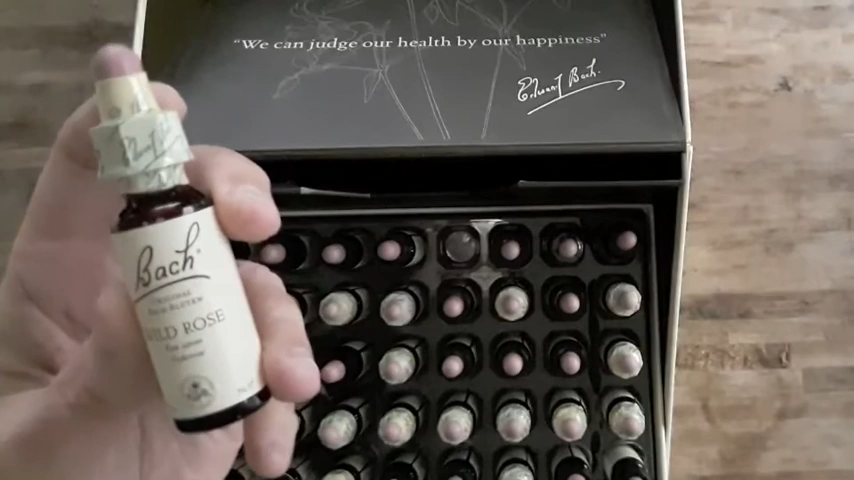 “We can judge our health by our happiness”
Edward Bach.
Bach®
ORIGINAL
WILD ROSE